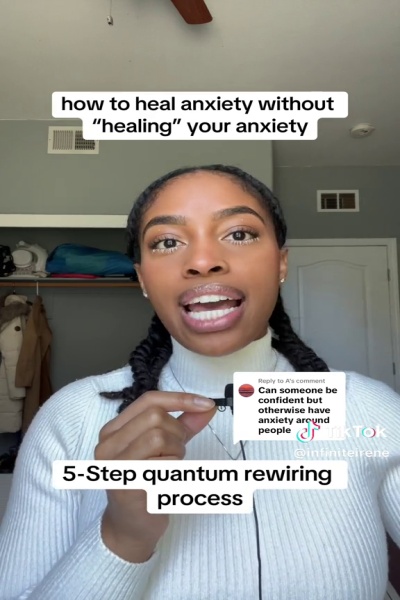 how to heal anxiety without
“healing” your anxiety
Reply to A's comment
Can someone be
confident but
otherwise have
anxiety around
people
TikTok
@infiniteirene
5-Step quantum rewiring
process